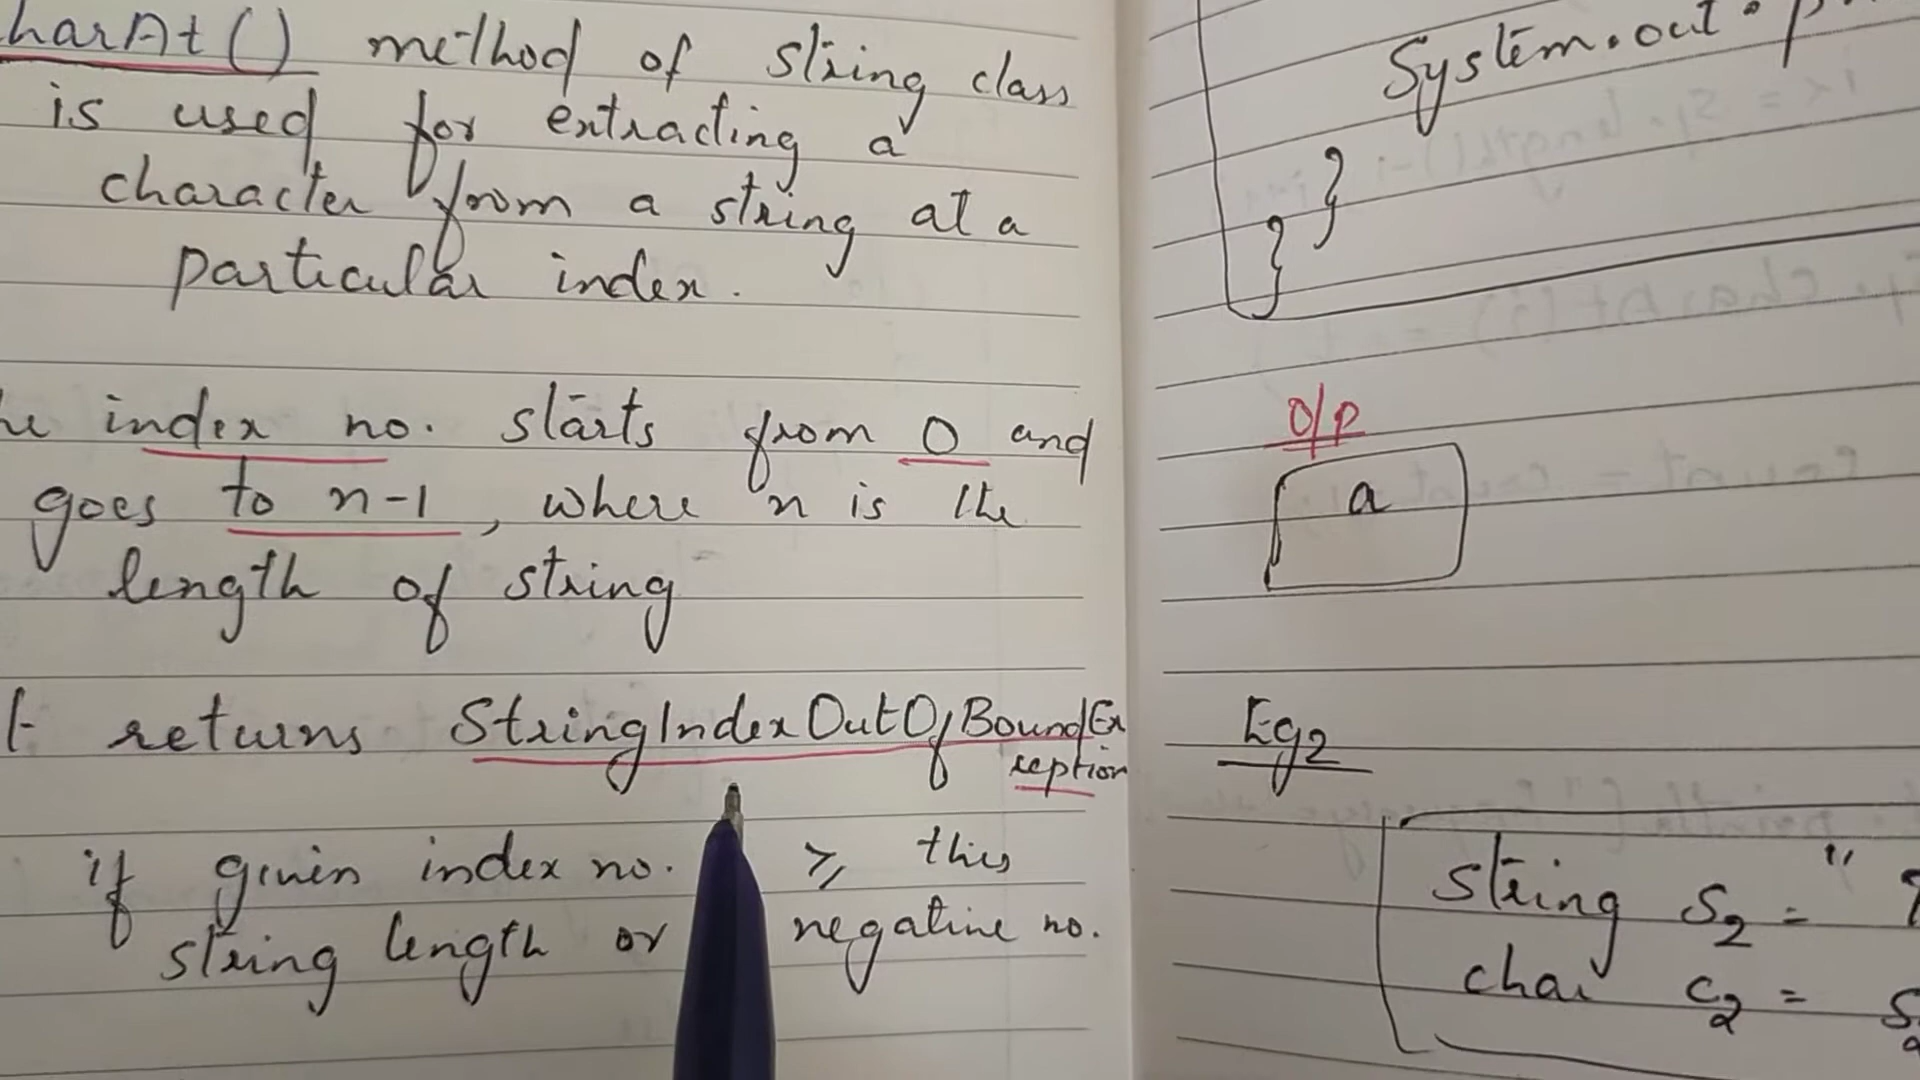 harAt() method of string class
is used for extracting a
character from a string at a
particular index.
index no. starts from 0 and
goes to n-1, where n is the
length of string
returns StringIndexOutOfBoundEx
ception
if given index no. >, this
string length or negative no.
System.out.p
}
}
O/P
a
Eg2
String S2 = "
char c2 = S